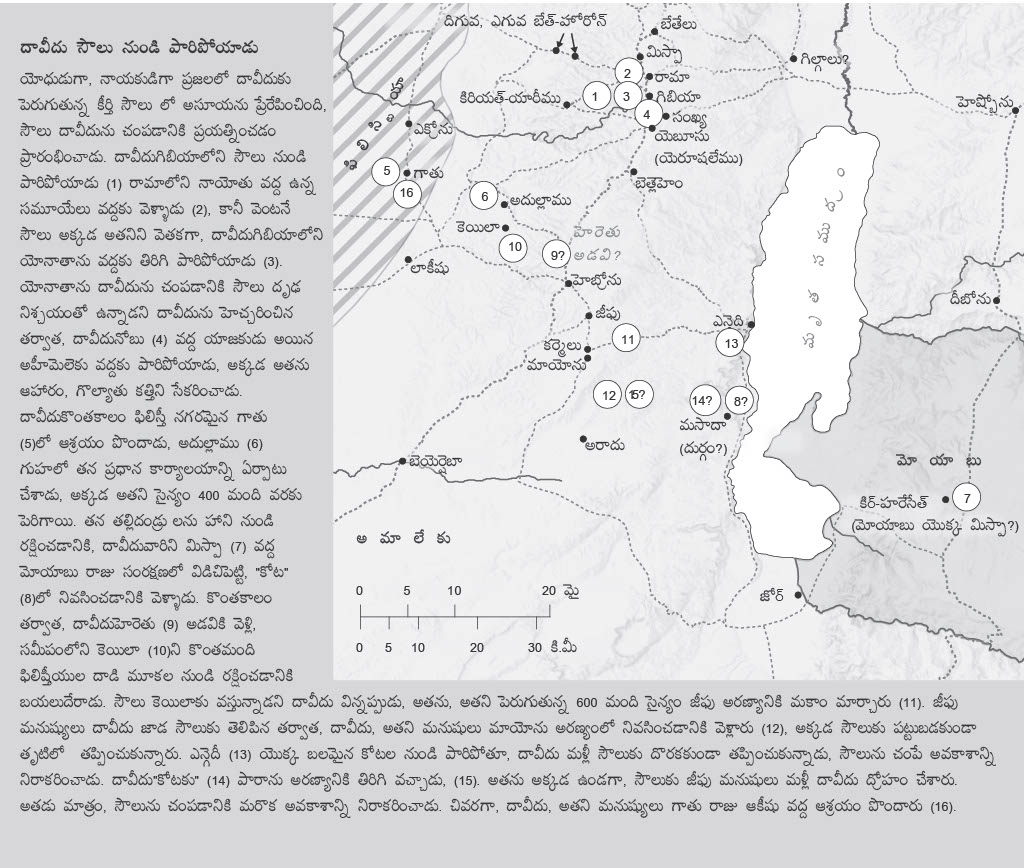 దావీదు సౌలు నుండి పారిపోయాడు
యోధుడుగా, నాయకుడిగా ప్రజలలో దావీదుకు
పెరుగుతున్న కీర్తి సౌలు లో అసూయను ప్రేరేపించింది,
సౌలు దావీదును చంపడానికి ప్రయత్నించడం
ప్రారంభించాడు. దావీదుగిబియాలోని సౌలు నుండి
పారిపోయాడు (1) రామాలోని నాయోతు వద్ద ఉన్న
సమూయేలు వద్దకు వెళ్ళాడు (2), కానీ వెంటనే
సౌలు అక్కడ అతనిని వెతకగా, దావీదుగిబియాలోని
యోనాతాను వద్దకు తిరిగి పారిపోయాడు (3).
యోనాతాను దావీదును చంపడానికి సౌలు దృఢ
నిశ్చయంతో ఉన్నాడని దావీదును హెచ్చరించిన
తర్వాత, దావీదునోబు (4) వద్ద యాజకుడు అయిన
అహీమెలెకు వద్దకు పారిపోయాడు, అక్కడ అతను
ఆహారం, గొల్యాతు కత్తిని సేకరించాడు.
దావీదుకొంతకాలం ఫిలిస్తీ నగరమైన గాతు
(5)లో ఆశ్రయం పొందాడు, అదుల్లాము (6)
గుహలో తన ప్రధాన కార్యాలయాన్ని ఏర్పాటు
చేశాడు, అక్కడ అతని సైన్యం 400 మంది వరకు
పెరిగాయి. తన తల్లిదండ్రు లను హాని నుండి
రక్షించడానికి, దావీదువారిని మిస్పా (7) వద్ద
మోయాబు రాజు సంరక్షణలో విడిచిపెట్టి, "కోట"
(8)లో నివసించడానికి వెళ్ళాడు. కొంతకాలం
తర్వాత, దావీదుహెరెతు (9) అడవికి వెళ్లి,
సమీపంలోని కెయిలా (10)ని కొంతమంది
ఫిలిష్తీయుల దాడి మూకల నుండి రక్షించడానికి
బయలుదేరాడు. సౌలు కెయిలాకు వస్తున్నాడని దావీదు విన్నప్పుడు, అతను, అతని పెరుగుతున్న 600 మంది సైన్యం జీఫు అరణ్యానికి మకాం మార్చారు (11). జీఫు
మనుష్యులు దావీదు జాడ సౌలుకు తెలిపిన తర్వాత, దావీదు, అతని మనుషులు మాయోను అరణ్యంలో నివసించడానికి వెళ్లారు (12), అక్కడ సౌలుకు పట్టుబడకుండా
తృటిలో తప్పించుకున్నారు. ఎన్గెదీ (13) యొక్క బలమైన కోటల నుండి పారిపోతూ, దావీదు మళ్లీ సౌలుకు దొరకకుండా తప్పించుకున్నాడు, సౌలును చంపే అవకాశాన్ని
నిరాకరించాడు. దావీదు"కోటకు" (14) పారాను అరణ్యానికి తిరిగి వచ్చాడు, (15). అతను అక్కడ ఉండగా, సౌలుకు జీఫు మనుషులు మళ్లీ దావీదు ద్రోహం చేశారు.
అతడు మాత్రం, సౌలును చంపడానికి మరొక అవకాశాన్ని నిరాకరించాడు. చివరగా, దావీదు, అతని మనుష్యులు గాతు రాజు ఆకీషు వద్ద ఆశ్రయం పొందారు (16).
దిగువ, ఎగువ బేత్-హోరోన్
బేతేలు
మిస్పా
గిల్గాలు?
2
రామా
కిరియత్-యారీము
1
3
గిబియా
హెష్బోను
4
సంఖ్య
ఎక్రోను
యెబూసు
(యెరూషలేము)
5
గాతు
బెత్లెహెం
16
6
అదుల్లాము
కెయిలా
10
హెరెతు
అడవి?
9?
లాకీషు
హెబ్రోను
దీబోను
జీఫు
ఎన్గెది
11
13
కర్మెలు
మాయోను
12
15?
14?
8?
మసాదా
(దుర్గం?)
అరాదు
బెయెర్షెబా
మో యా బు
కిర్-హరేసేత్
7
(మోయాబు యొక్క మిస్పా?)
అ మా లే కు
జోర్
0 5 10 20 మై
0 5 10 20 30 కి.మీ